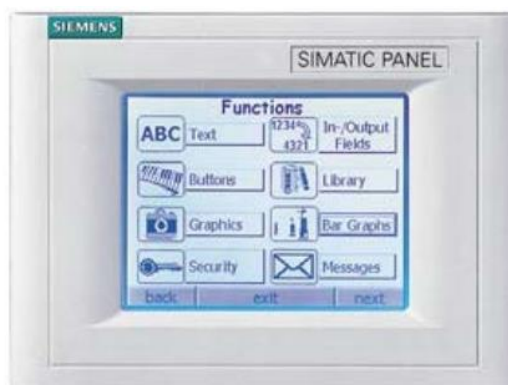 SIEMENS
SIMATIC PANEL
Functions
ABC Text
1234 4321 In-/Output Fields
Buttons
Library
Graphics
Bar Graphs
Security
Messages
back exit next